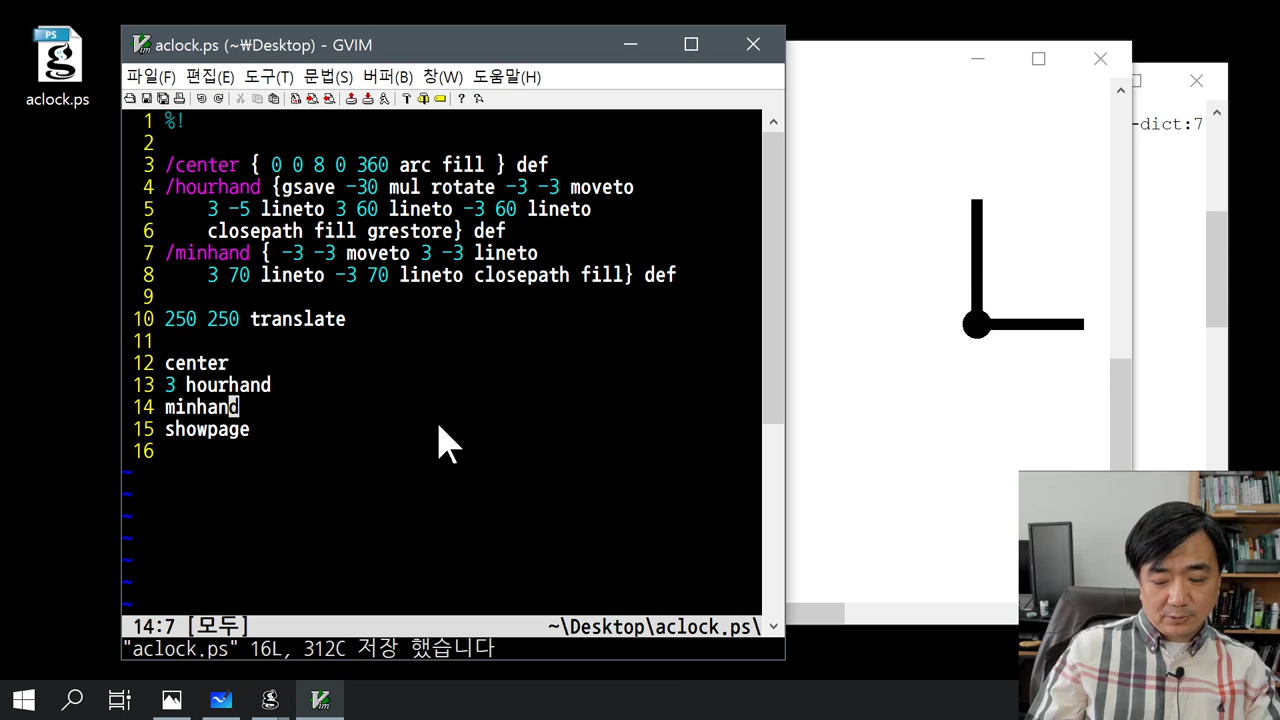 PS
aclock.ps
aclock.ps (~₩Desktop) - GVIM
파일(F) 편집(E) 도구(T) 문법(S) 버퍼(B) 창(W) 도움말(H)
1 %!
2
3 /center { 0 0 8 0 360 arc fill } def
4 /hourhand {gsave -30 mul rotate -3 -3 moveto
5 3 -5 lineto 3 60 lineto -3 60 lineto
6 closepath fill grestore} def
7 /minhand { -3 -3 moveto 3 -3 lineto
8 3 70 lineto -3 70 lineto closepath fill} def
9
10 250 250 translate
11
12 center
13 3 hourhand
14 minhand
15 showpage
16
~
~
~
~
~
~
~
14:7 [모두] ~\Desktop\aclock.ps\
"aclock.ps" 16L, 312C 저장 했습니다
-dict:7